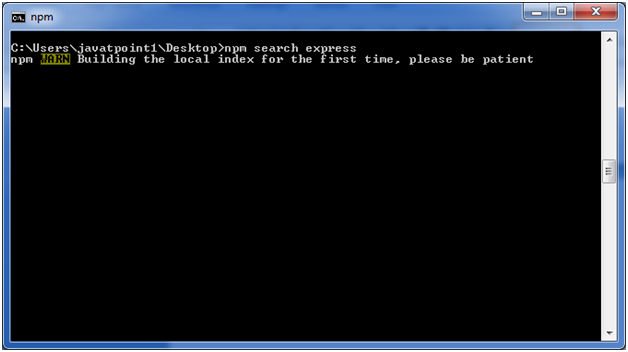 npm
C:\Users\javatpoint1\Desktop>npm search express
npm WARN Building the local index for the first time, please be patient